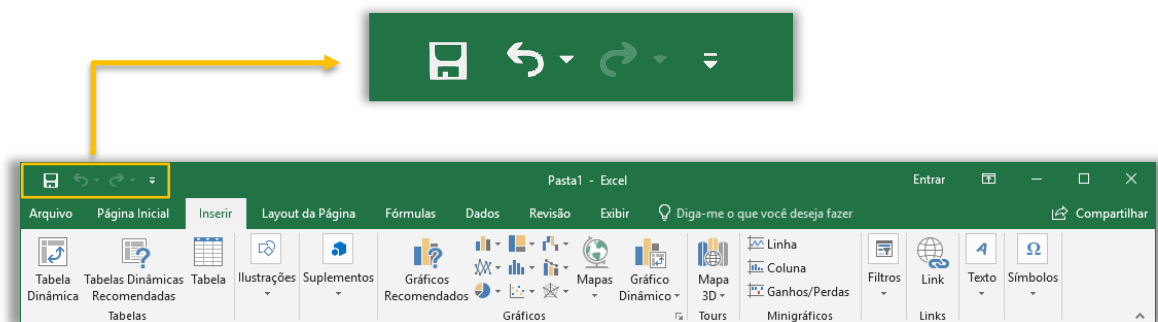 Pasta1 - Excel
Entrar
Arquivo Página Inicial Inserir Layout da Página Fórmulas Dados Revisão Exibir Diga-me o que você deseja fazer Compartilhar
Tabela
Dinâmica
Tabelas Dinâmicas
Recomendadas
Tabela
Ilustrações
Suplementos
Gráficos
Recomendados
Mapas
Gráfico
Dinâmico
Mapa
3D
Linha
Coluna
Ganhos/Perdas
Filtros
Link
Texto
Símbolos
Tabelas Gráficos Tours Minigráficos Links